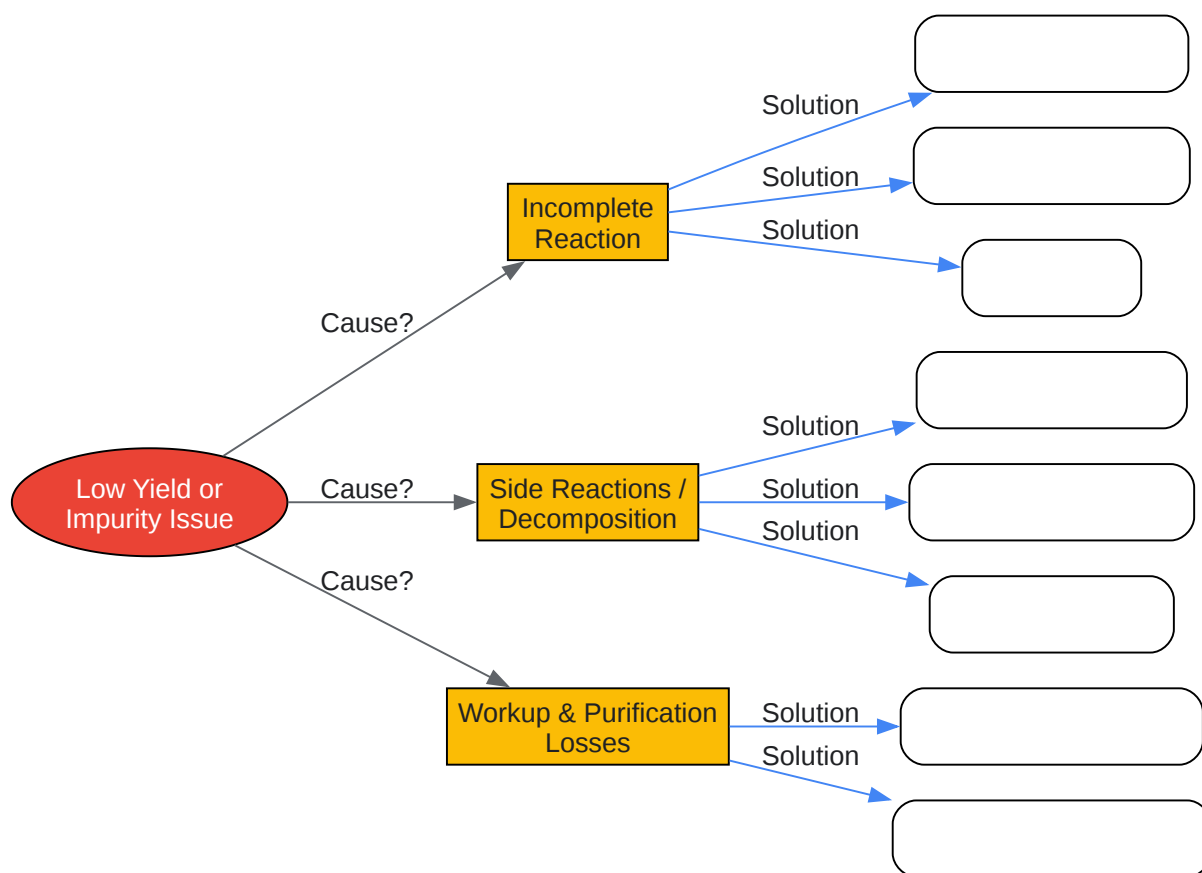 Solution
Solution
Incomplete
Reaction
Solution
Cause?
Solution
Low Yield or
Impurity Issue
Cause?
Side Reactions /
Decomposition
Solution
Solution
Cause?
Workup & Purification
Losses
Solution
Solution